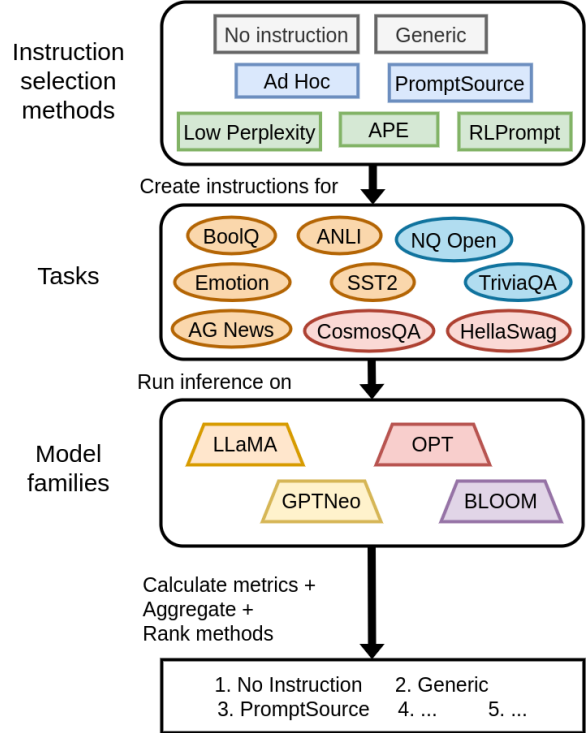 Instruction
selection
methods
No instruction
Generic
Ad Hoc
PromptSource
Low Perplexity
APE
RLPrompt
Create instructions for
Tasks
BoolQ
ANLI
NQ Open
Emotion
SST2
TriviaQA
AG News
CosmosQA
HellaSwag
Run inference on
Model
families
LLaMA
OPT
GPTNeo
BLOOM
Calculate metrics +
Aggregate +
Rank methods
1. No Instruction 2. Generic
3. PromptSource 4. ... 5. ...